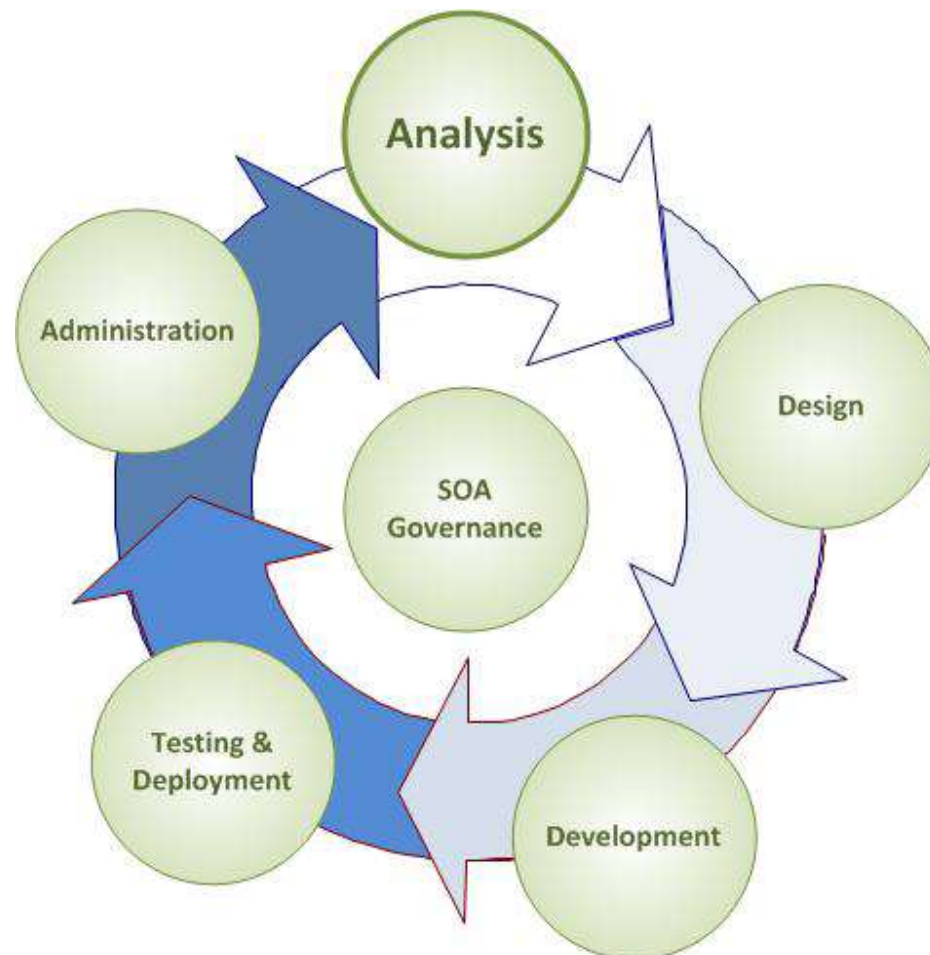 Analysis
Administration
Design
SOA
Governance
Testing &
Deployment
Development